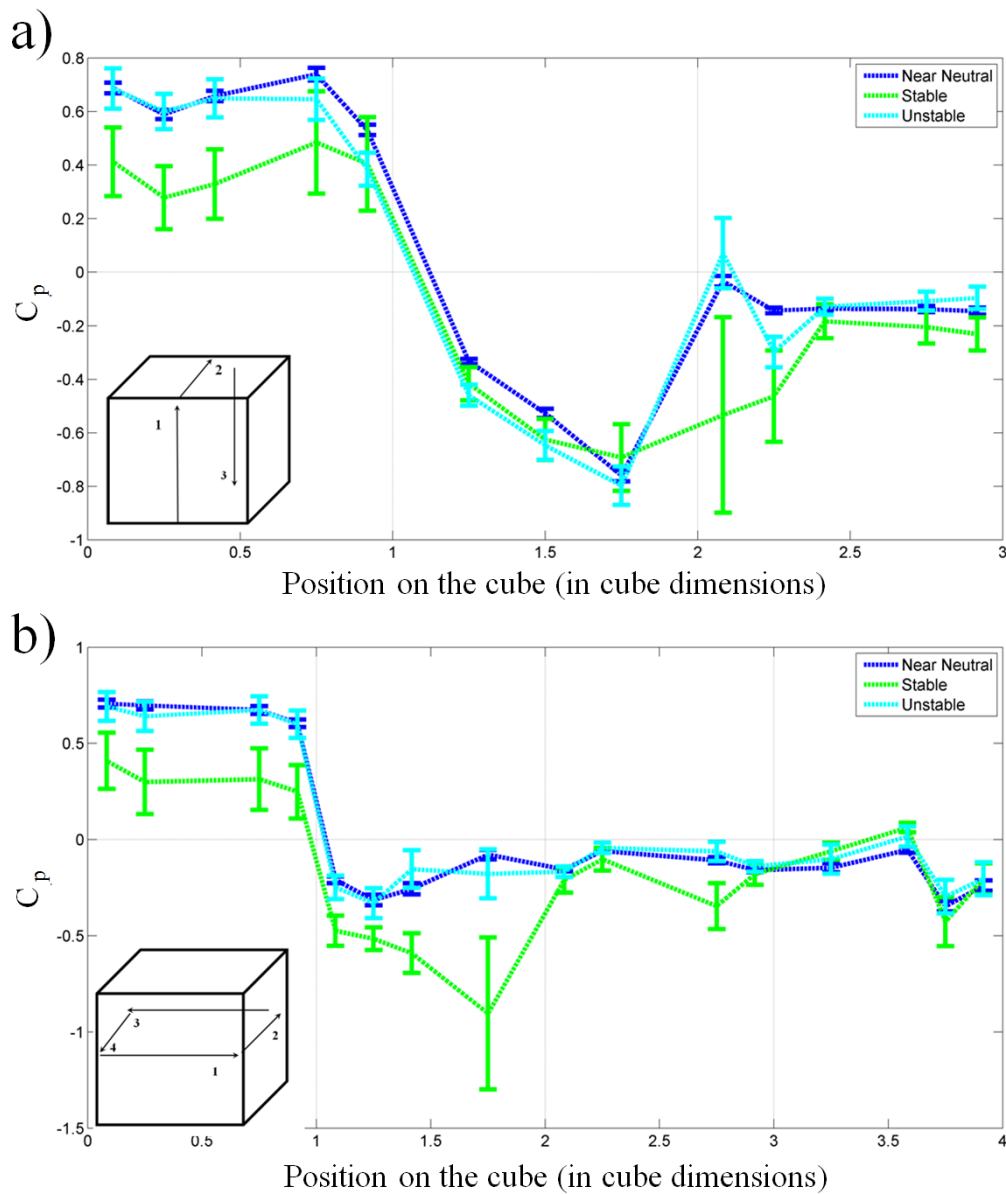 a)
0.8
0.6
0.4
0.2
0
-0.2
-0.4
-0.6
-0.8
-1
C p
Near Neutral
Stable
Unstable
1
2
3
0 0.5 1 1.5 2 2.5 3
Position on the cube (in cube dimensions)
b)
1
0.5
0
-0.5
-1
-1.5
C p
Near Neutral
Stable
Unstable
1
2
3
4
0 0.5 1 1.5 2 2.5 3 3.5 4
Position on the cube (in cube dimensions)